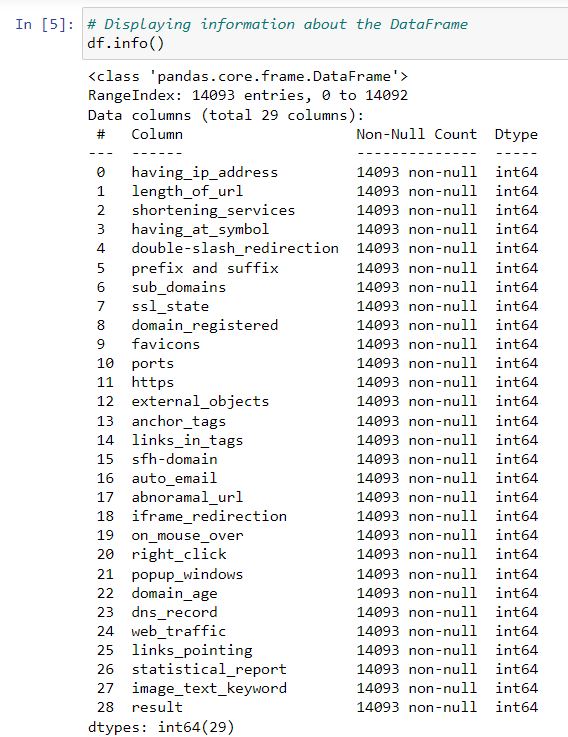 In [5]: # Displaying information about the DataFrame
df.info()
<class 'pandas.core.frame.DataFrame'>
RangeIndex: 14093 entries, 0 to 14092
Data columns (total 29 columns):
 #   Column                  Non-Null Count  Dtype
---  ------                  --------------  -----
 0   having_ip_address       14093 non-null  int64
 1   length_of_url           14093 non-null  int64
 2   shortening_services     14093 non-null  int64
 3   having_at_symbol        14093 non-null  int64
 4   double-slash_redirection  14093 non-null  int64
 5   prefix and suffix       14093 non-null  int64
 6   sub_domains             14093 non-null  int64
 7   ssl_state               14093 non-null  int64
 8   domain_registered       14093 non-null  int64
 9   favicons                14093 non-null  int64
 10  ports                   14093 non-null  int64
 11  https                   14093 non-null  int64
 12  external_objects        14093 non-null  int64
 13  anchor_tags             14093 non-null  int64
 14  links_in_tags           14093 non-null  int64
 15  sfh-domain              14093 non-null  int64
 16  auto_email              14093 non-null  int64
 17  abnoramal_url           14093 non-null  int64
 18  iframe_redirection      14093 non-null  int64
 19  on_mouse_over           14093 non-null  int64
 20  right_click             14093 non-null  int64
 21  popup_windows           14093 non-null  int64
 22  domain_age              14093 non-null  int64
 23  dns_record              14093 non-null  int64
 24  web_traffic             14093 non-null  int64
 25  links_pointing          14093 non-null  int64
 26  statistical_report      14093 non-null  int64
 27  image_text_keyword      14093 non-null  int64
 28  result                  14093 non-null  int64
dtypes: int64(29)